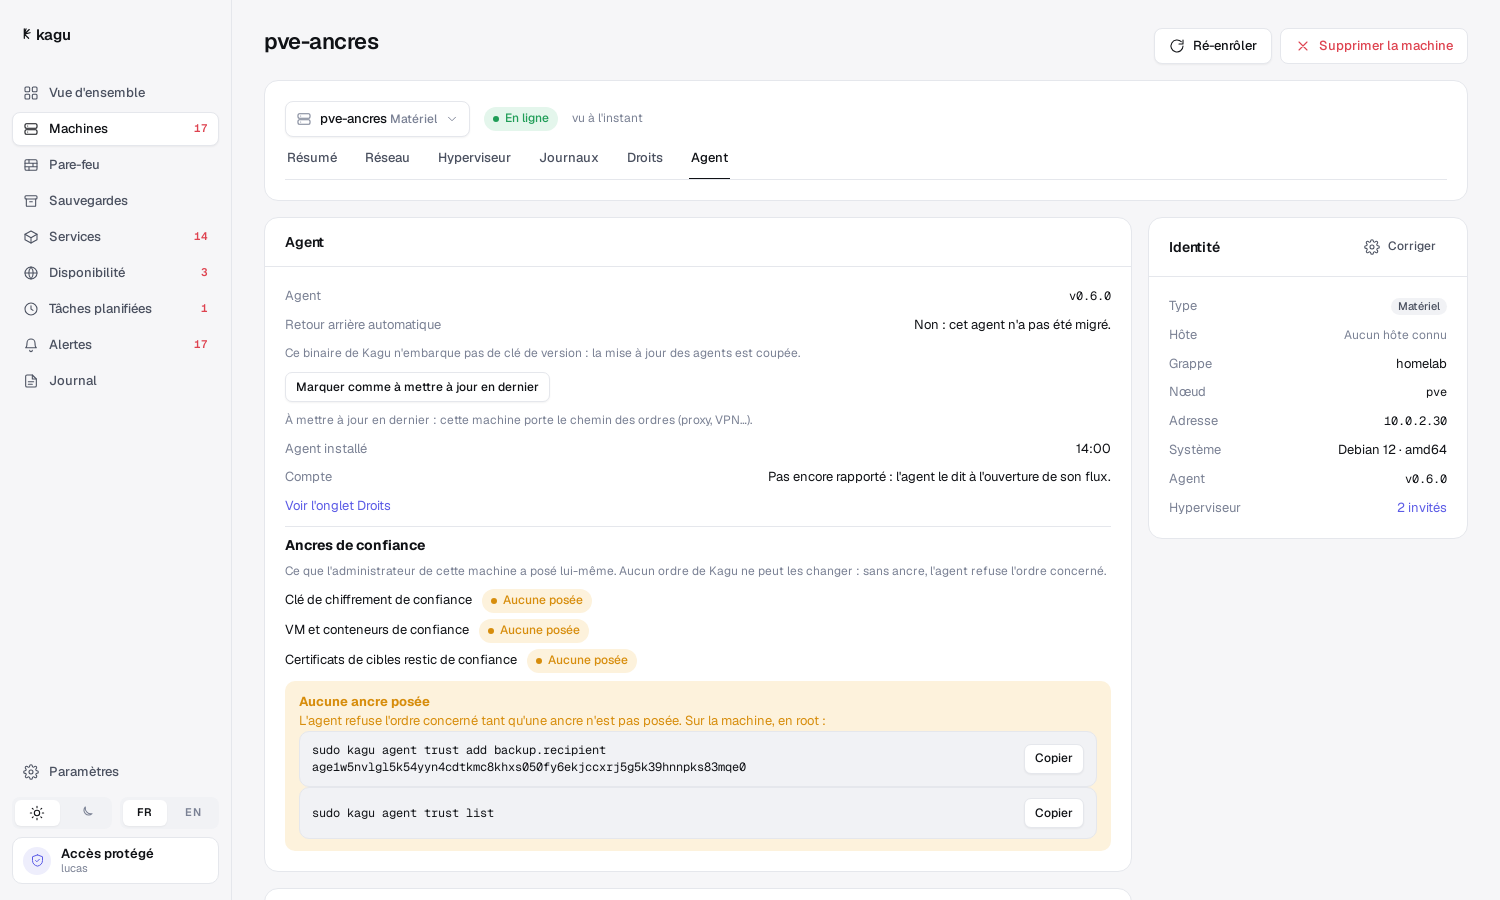 kagu
Vue d'ensemble
Machines 17
Pare-feu
Sauvegardes
Services 14
Disponibilité 3
Tâches planifiées 1
Alertes 17
Journal
Paramètres
FR EN
Accès protégé
lucas
pve-ancres
Ré-enrôler
Supprimer la machine
pve-ancres Matériel
En ligne
vu à l'instant
Résumé Réseau Hyperviseur Journaux Droits Agent
Agent
Agent v0.6.0
Retour arrière automatique Non : cet agent n'a pas été migré.
Ce binaire de Kagu n'embarque pas de clé de version : la mise à jour des agents est coupée.
Marquer comme à mettre à jour en dernier
À mettre à jour en dernier : cette machine porte le chemin des ordres (proxy, VPN…).
Agent installé 14:00
Compte Pas encore rapporté : l'agent le dit à l'ouverture de son flux.
Voir l'onglet Droits
Ancres de confiance
Ce que l'administrateur de cette machine a posé lui-même. Aucun ordre de Kagu ne peut les changer : sans ancre, l'agent refuse l'ordre concerné.
Clé de chiffrement de confiance Aucune posée
VM et conteneurs de confiance Aucune posée
Certificats de cibles restic de confiance Aucune posée
Aucune ancre posée
L'agent refuse l'ordre concerné tant qu'une ancre n'est pas posée. Sur la machine, en root :
sudo kagu agent trust add backup.recipient
age1w5nvlgl5k54yyn4cdtkmc8khxs050fy6ekjccxrj5g5k39hnnpks83mqe0
Copier
sudo kagu agent trust list
Copier
Identité
Corriger
Type Matériel
Hôte Aucun hôte connu
Grappe homelab
Nœud pve
Adresse 10.0.2.30
Système Debian 12 · amd64
Agent v0.6.0
Hyperviseur 2 invités